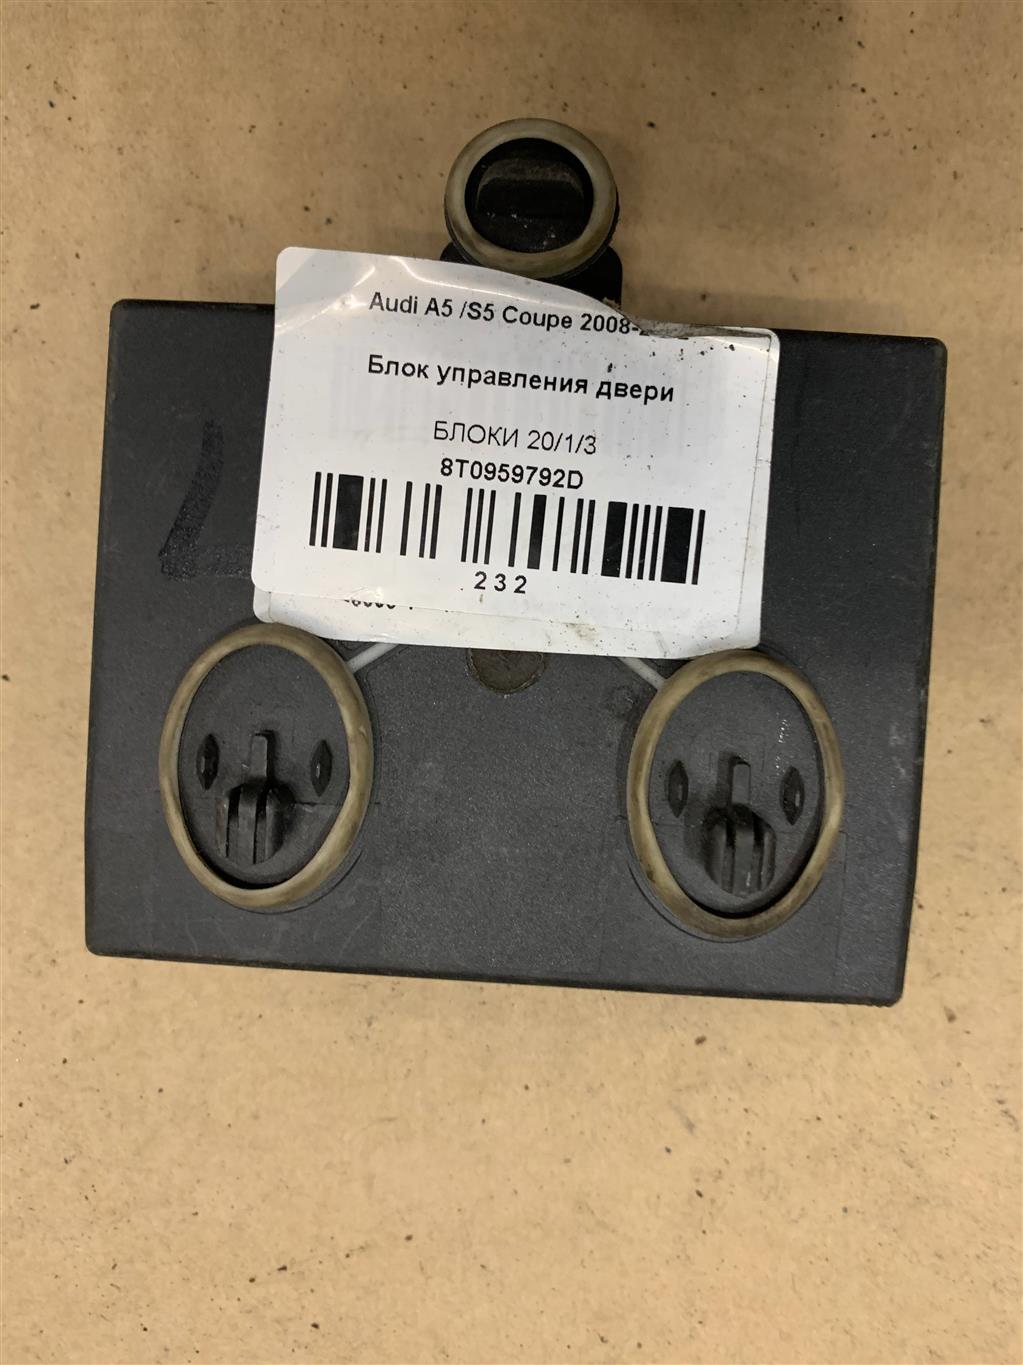 Audi A5 /S5 Coupe 2008-
Блок управления двери
БЛОКИ 20/1/3
8T0959792D
232